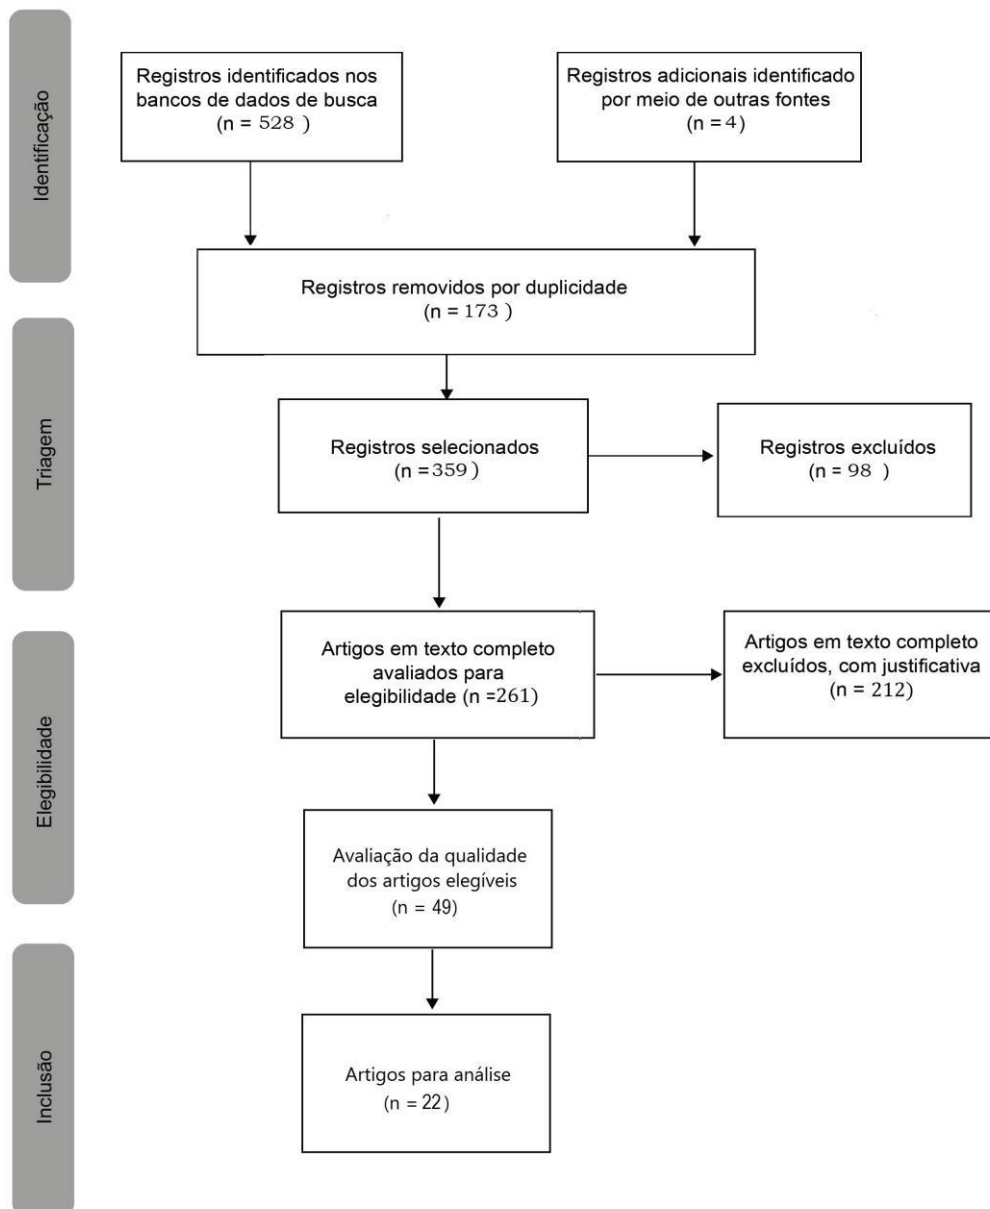 Identificação
Registros identificados nos
bancos de dados de busca
(n = 528 )
Registros adicionais identificado
por meio de outras fontes
(n = 4)
Registros removidos por duplicidade
(n = 173 )
Triagem
Registros selecionados
(n = 359)
Registros excluídos
(n = 98 )
Elegibilidade
Artigos em texto completo
avaliados para
elegibilidade (n =261)
Artigos em texto completo
excluídos, com justificativa
(n = 212)
Avaliação da qualidade
dos artigos elegíveis
(n = 49)
Inclusão
Artigos para análise
(n = 22)